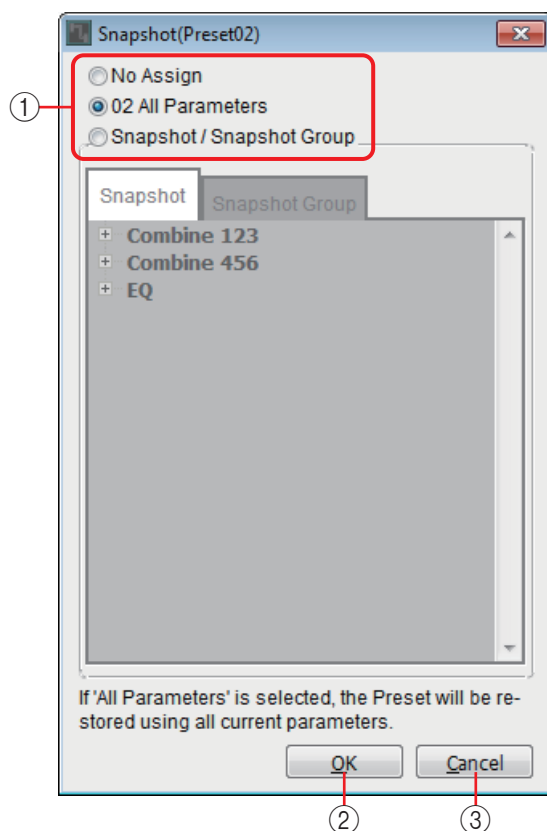 Snapshot(Preset02)
No Assign
① 02 All Parameters
Snapshot / Snapshot Group
Snapshot Snapshot Group
Combine 123
Combine 456
EQ
If 'All Parameters' is selected, the Preset will be re-
stored using all current parameters.
OK Cancel
② ③